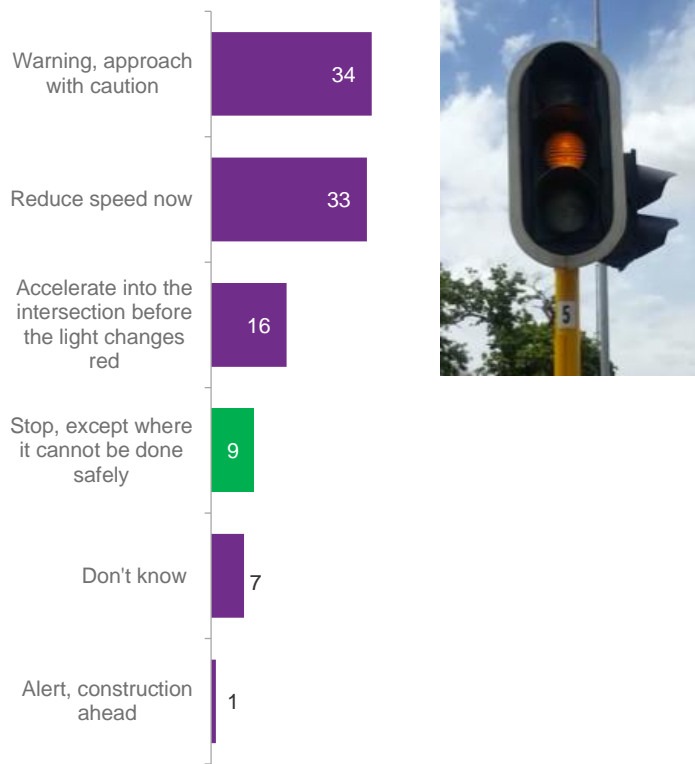 Warning, approach
with caution
34
Reduce speed now
33
Accelerate into the
intersection before
the light changes
red
16
Stop, except where
it cannot be done
safely
9
Don't know
7
Alert, construction
ahead
1
5